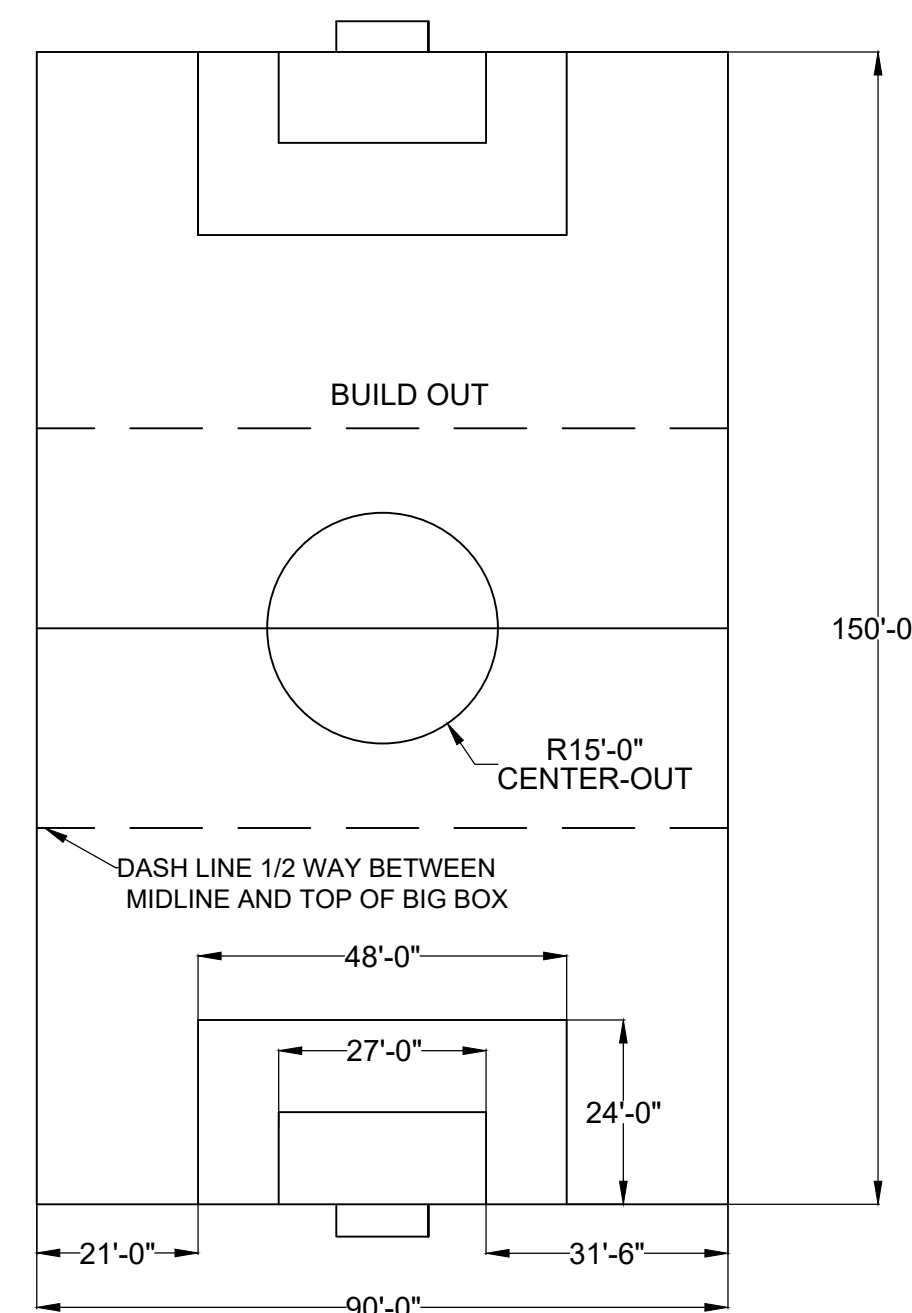 BUILD OUT
150'-0
R15'-0"
CENTER-OUT
DASH LINE 1/2 WAY BETWEEN
MIDLINE AND TOP OF BIG BOX
48'-0"
27'-0"
24'-0"
21'-0"
31'-6"
90'-0"